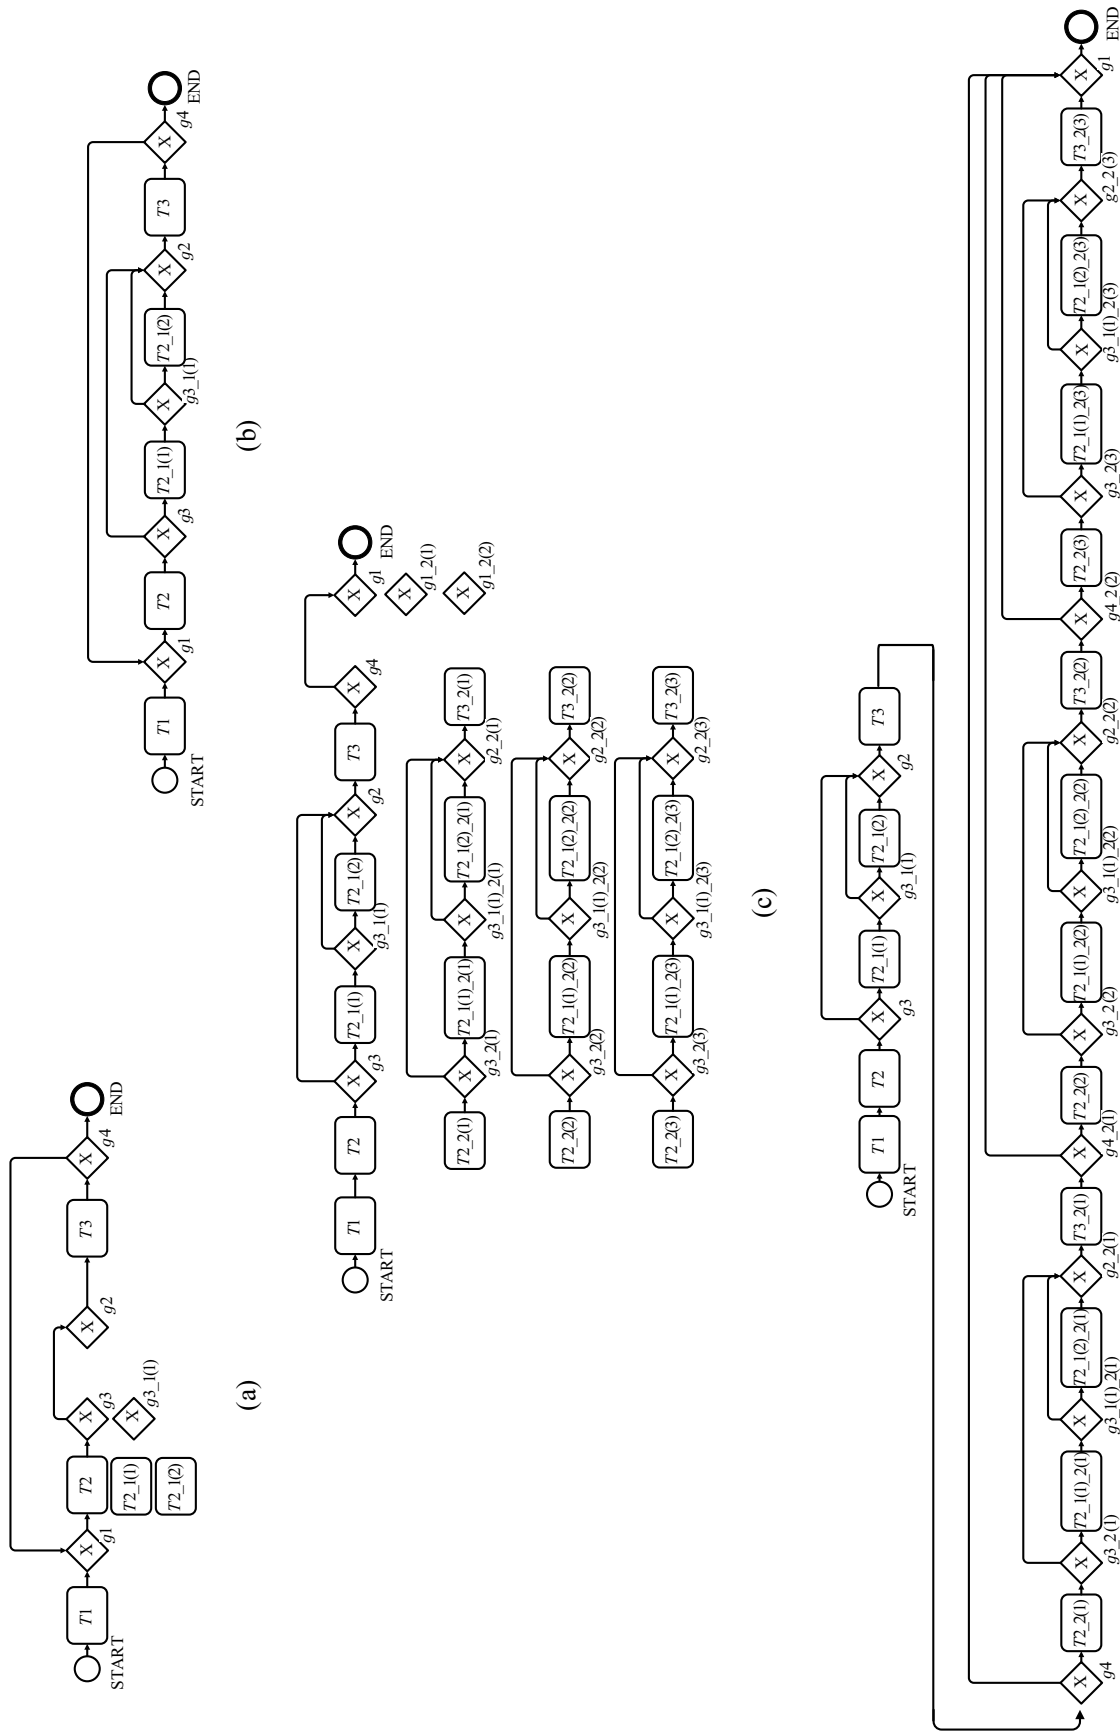 START
T1
X
g1
T2
X
g3
X
g2
T3
X
g4
END
T2_1(1)
X
g3_1(1)
T2_1(2)
(a)
START
T1
X
g1
T2
X
g3
T2_1(1)
X
g3_1(1)
T2_1(2)
X
g2
T3
X
g4
END
(b)
START
T1
T2
X
g3
T2_1(1)
X
g3_1(1)
T2_1(2)
X
g2
T3
X
g4
X
g1
END
X
g1_2(1)
X
g1_2(2)
T2_2(1)
X
g3_2(1)
T2_1(1)_2(1)
X
g3_1(1)_2(1)
T2_1(2)_2(1)
X
g2_2(1)
T3_2(1)
T2_2(2)
X
g3_2(2)
T2_1(1)_2(2)
X
g3_1(1)_2(2)
T2_1(2)_2(2)
X
g2_2(2)
T3_2(2)
T2_2(3)
X
g3_2(3)
T2_1(1)_2(3)
X
g3_1(1)_2(3)
T2_1(2)_2(3)
X
g2_2(3)
T3_2(3)
(c)
START
T1
T2
X
g3
T2_1(1)
X
g3_1(1)
T2_1(2)
X
g2
T3
X
g4
T2_2(1)
X
g3_2(1)
T2_1(1)_2(1)
X
g3_1(1)_2(1)
T2_1(2)_2(1)
X
g2_2(1)
T3_2(1)
X
g4_2(1)
T2_2(2)
X
g3_2(2)
T2_1(1)_2(2)
X
g3_1(1)_2(2)
T2_1(2)_2(2)
X
g2_2(2)
T3_2(2)
X
g4_2(2)
T2_2(3)
X
g3_2(3)
T2_1(1)_2(3)
X
g3_1(1)_2(3)
T2_1(2)_2(3)
X
g2_2(3)
T3_2(3)
X
g1
END